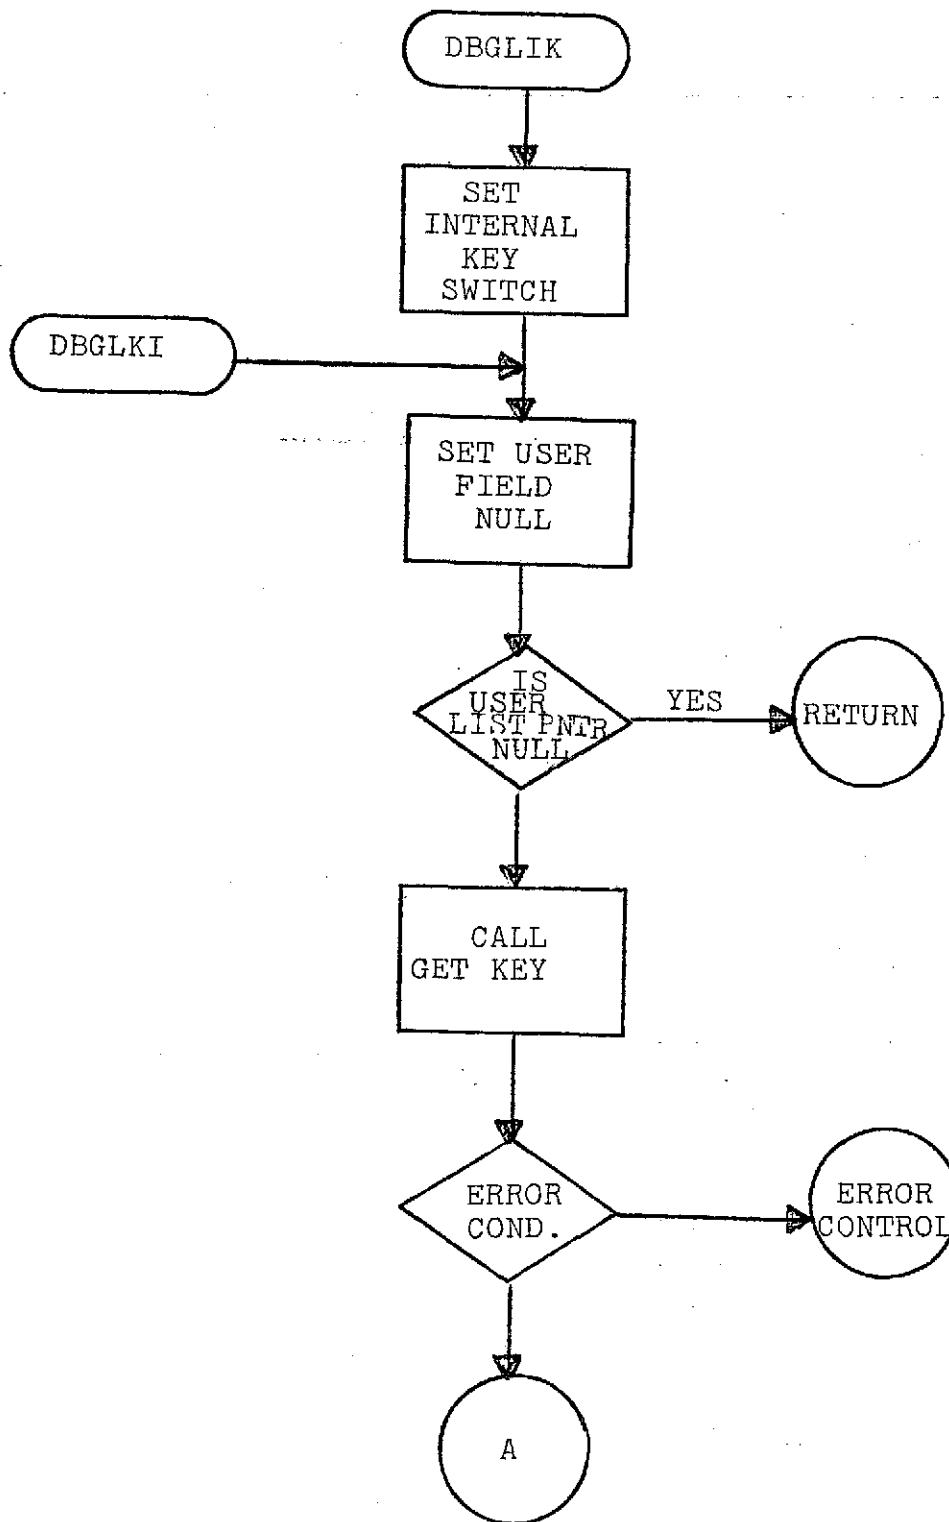 DBGLIK
SET
INTERNAL
KEY
SWITCH
DBGLKI
SET USER
FIELD
NULL
IS
USER
LIST PNTR
NULL
YES
RETURN
CALL
GET KEY
ERROR
COND.
ERROR
CONTROL
A